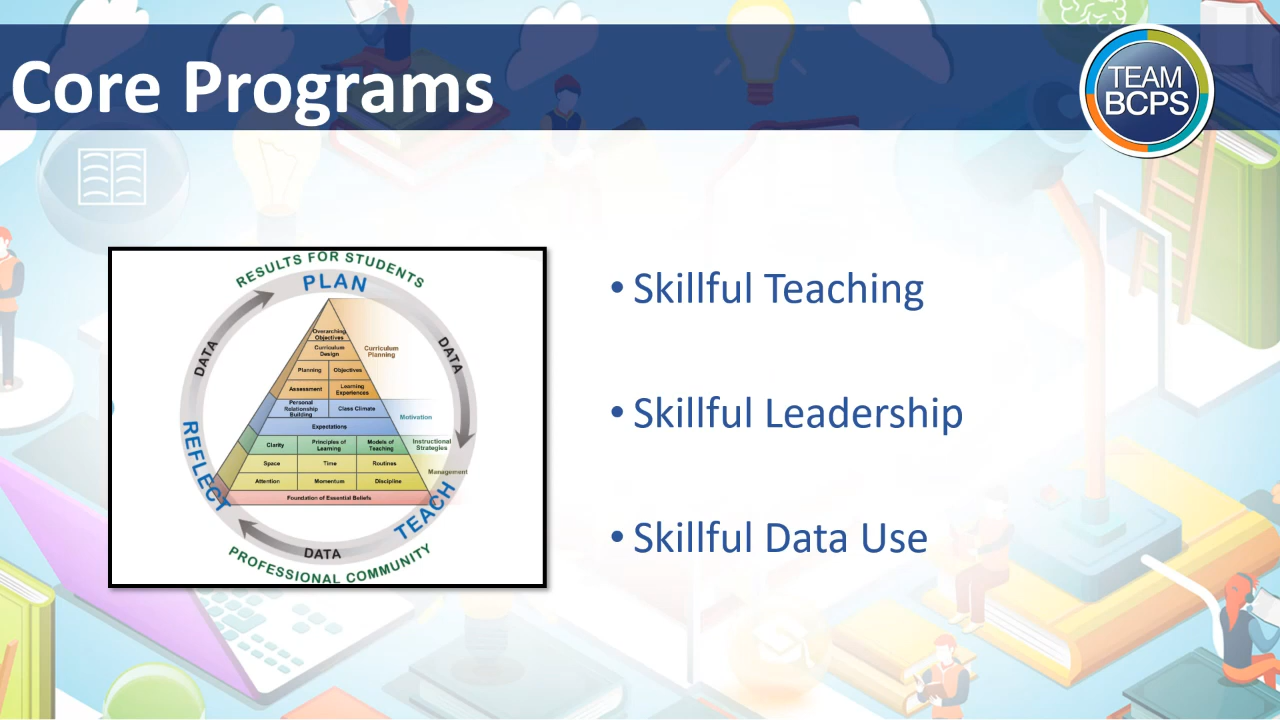 Core Programs
TEAM
BCPS
RESULTS FOR STUDENTS
PLAN
DATA
DATA
REFLECT
TEACH
DATA
PROFESSIONAL COMMUNITY
Overarching
Objectives
Curriculum
Design
Curriculum
Planning
Planning Objectives
Assessment
Learning
Experiences
Personal
Relationship
Building
Class Climate
Motivation
Expectations
Clarity
Principles of
Learning
Models of
Teaching
Instructional
Strategies
Space Time Routines
Management
Attention Momentum Discipline
Foundation of Essential Beliefs
• Skillful Teaching
• Skillful Leadership
• Skillful Data Use